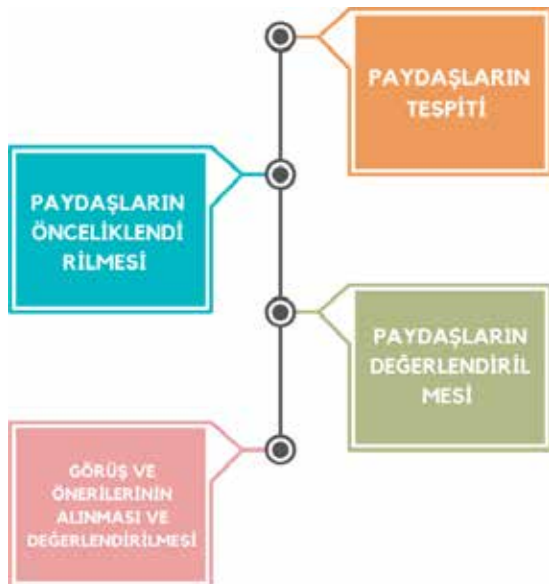 PAYDAŞLARIN
TESPİTİ
PAYDAŞLARIN
ÖNCELİKLENDİ
RİLMESİ
PAYDAŞLARIN
DEĞERLENDİRİL
MESİ
GÖRÜŞ VE
ÖNERİLERİNİN
ALINMASI VE
DEĞERLENDİRİLMESİ